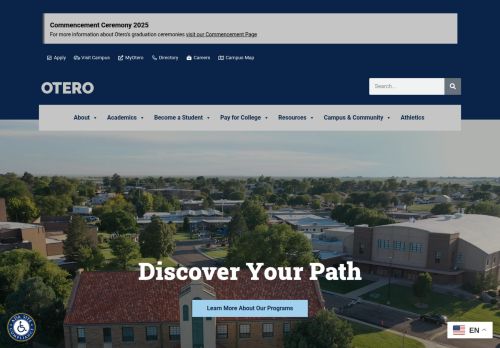 Commencement Ceremony 2025
For more information about Otero's graduation ceremonies visit our Commencement Page
Apply Visit Campus MyOtero Directory Careers Campus Map
OTERO
Search...
About Academics Become a Student Pay for College Resources Campus & Community Athletics
Discover Your Path
Learn More About Our Programs
EN